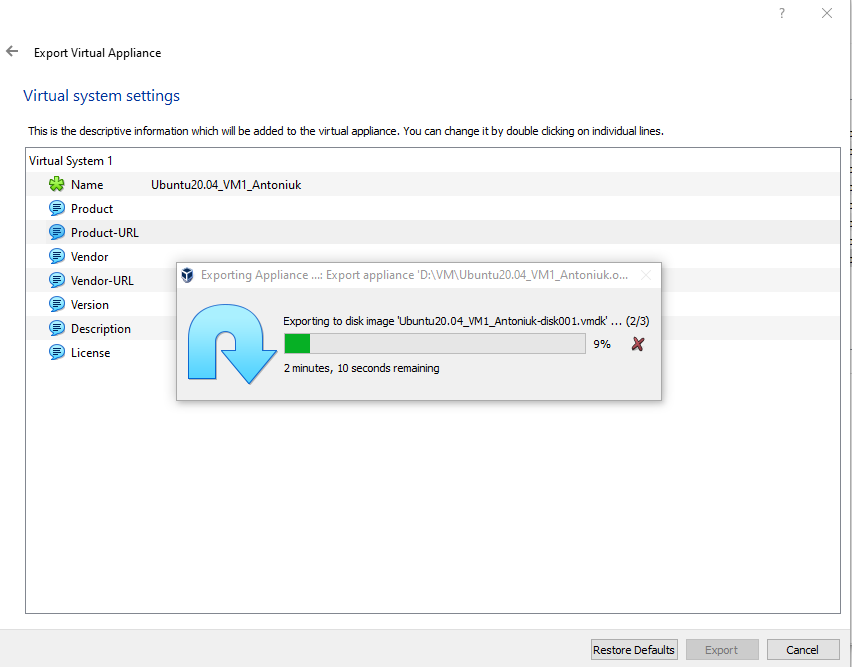 ?
Export Virtual Appliance
Virtual system settings
This is the descriptive information which will be added to the virtual appliance. You can change it by double clicking on individual lines.
Virtual System 1
Name Ubuntu20.04_VM1_Antoniuk
Product
Product-URL
Vendor
Vendor-URL
Version
Description
License
Exporting Appliance ...: Export appliance 'D:\VM\Ubuntu20.04_VM1_Antoniuk.o...
Exporting to disk image 'Ubuntu20.04_VM1_Antoniuk-disk001.vmdk' ... (2/3)
9%
2 minutes, 10 seconds remaining
Restore Defaults Export Cancel